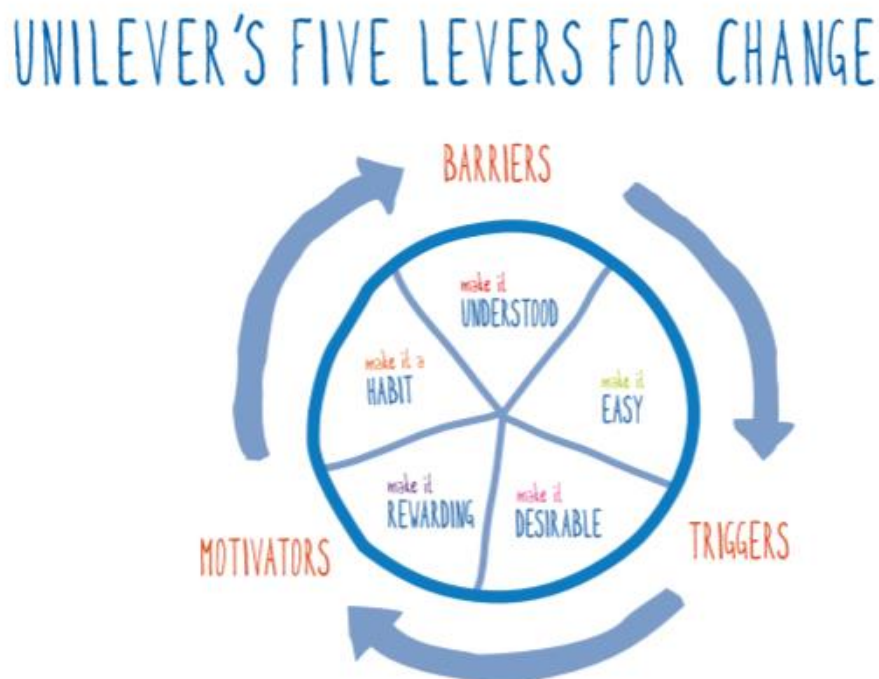 UNILEVER'S FIVE LEVERS FOR CHANGE
BARRIERS
make it
UNDERSTOOD
make it
EASY
make it
DESIRABLE
make it
REWARDING
make it a
HABIT
TRIGGERS
MOTIVATORS